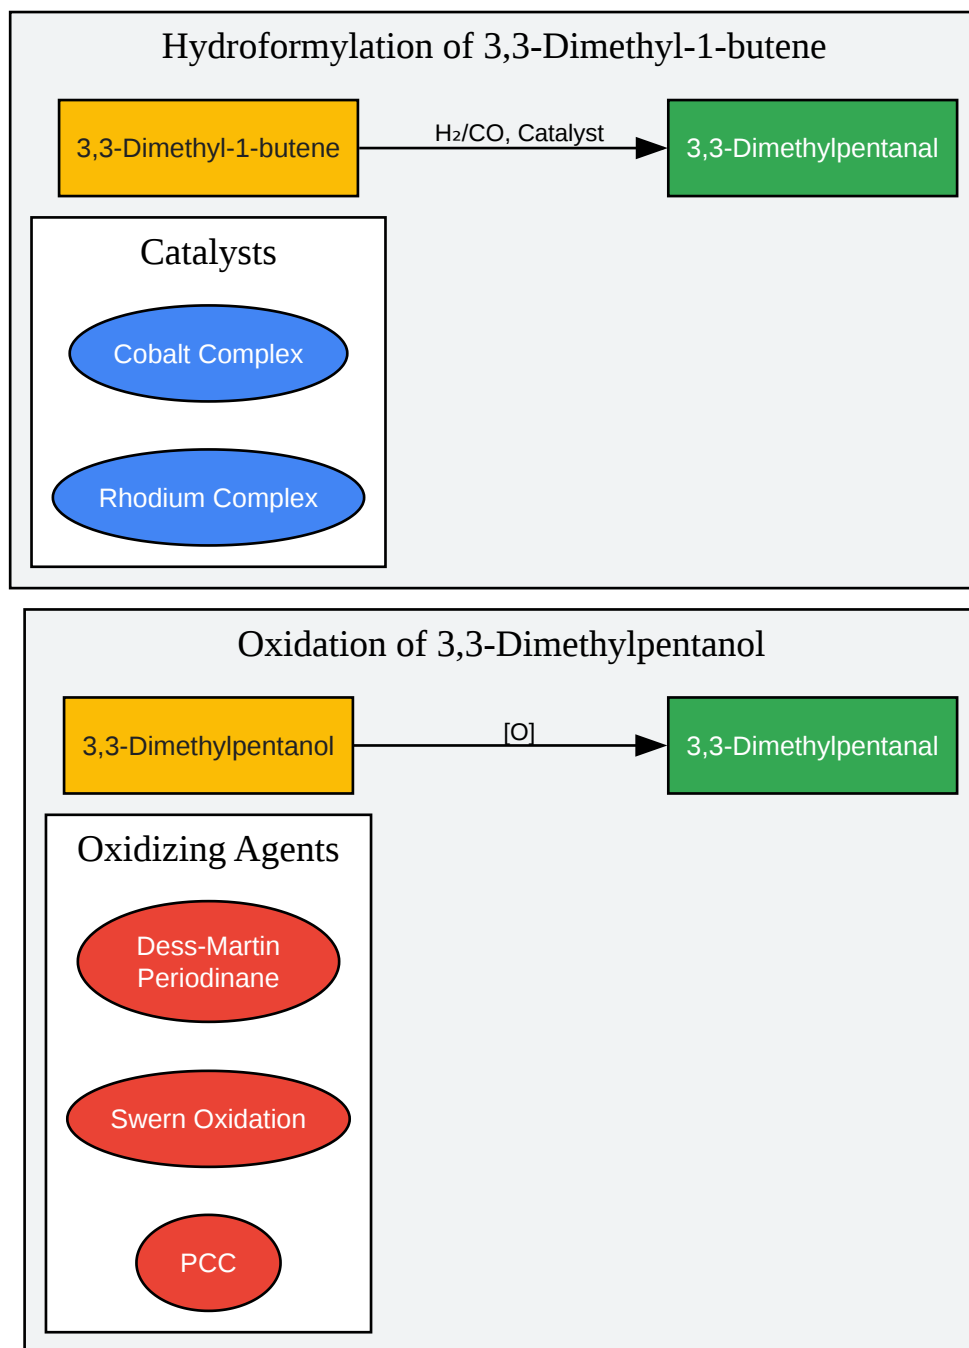 Hydroformylation of 3,3-Dimethyl-1-butene
3,3-Dimethyl-1-butene
H₂/CO, Catalyst
3,3-Dimethylpentanal
Catalysts
Cobalt Complex
Rhodium Complex
Oxidation of 3,3-Dimethylpentanol
3,3-Dimethylpentanol
[O]
3,3-Dimethylpentanal
Oxidizing Agents
Dess-Martin
Periodinane
Swern Oxidation
PCC